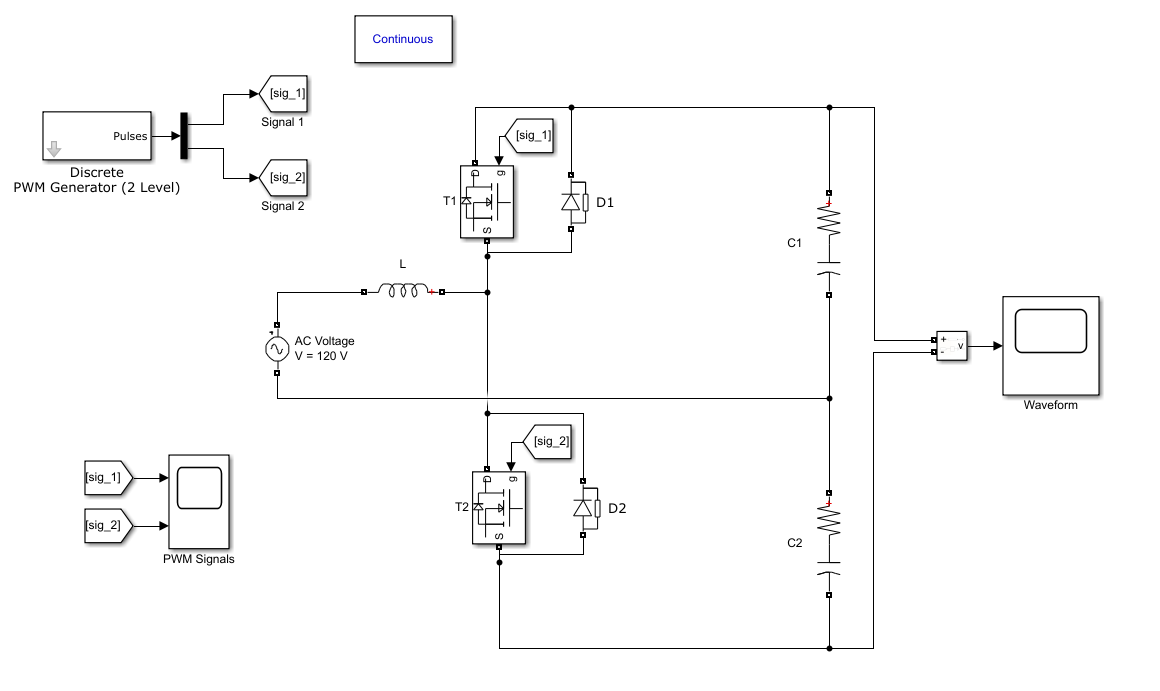 Continuous
[sig_1]
Signal 1
Pulses
Discrete
PWM Generator (2 Level)
[sig_2]
Signal 2
[sig_1]
D
g
T1
S
D1
C1
L
AC Voltage
V = 120 V
+
-
v
Waveform
[sig_2]
D
g
T2
S
D2
C2
[sig_1]
[sig_2]
PWM Signals